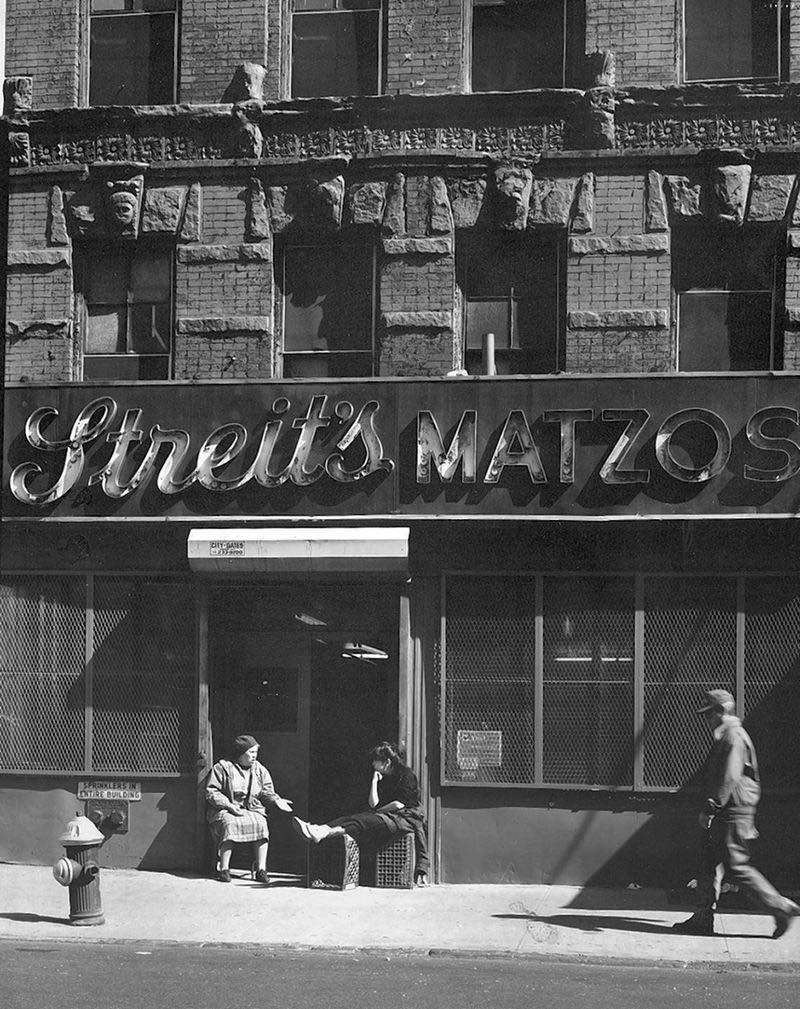 Streit's MATZOS
CITY-GATES
SPRINKLERS IN
ENTIRE BUILDING